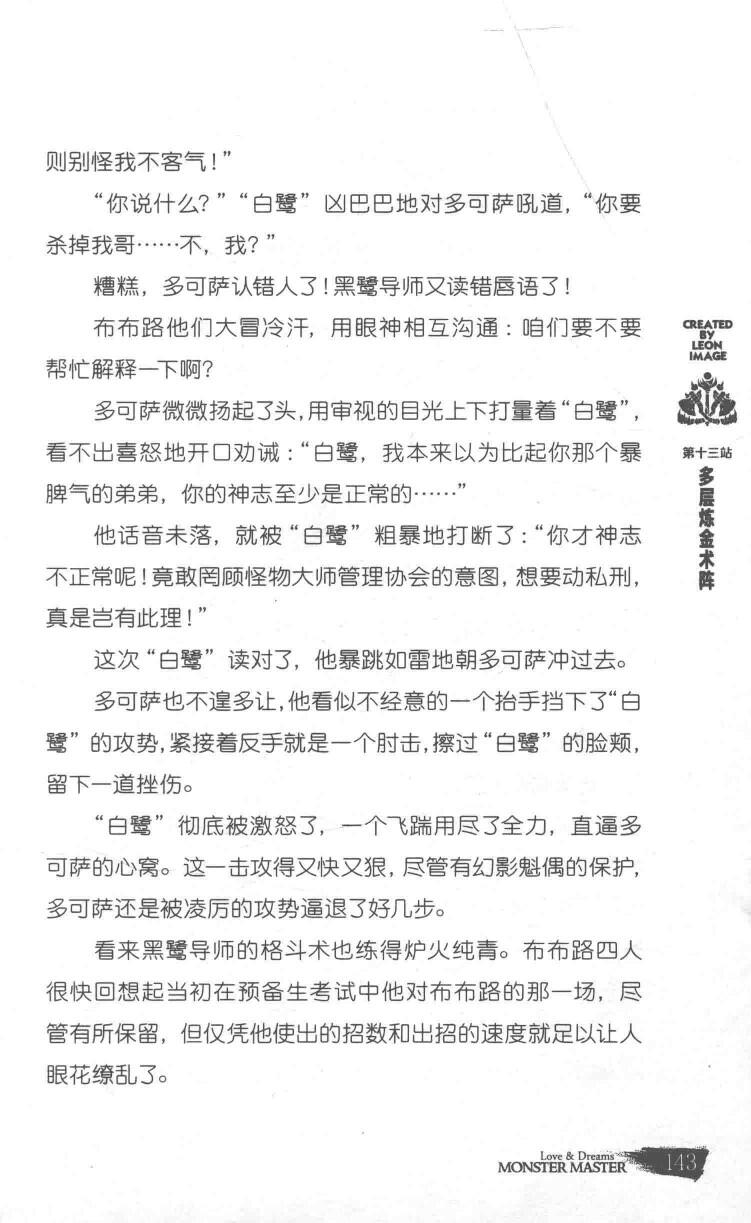 则别怪我不客气！”
“你说什么？”“白鹭”凶巴巴地对多可萨吼道，“你要
杀掉我哥……不，我？”
糟糕，多可萨认错人了！黑鹭导师又读错唇语了！
布布路他们大冒冷汗，用眼神相互沟通：咱们要不要
帮忙解释一下啊？
多可萨微微扬起了头，用审视的目光上下打量着“白鹭”，
看不出喜怒地开口劝诫：“白鹭，我本来以为比起你那个暴
脾气的弟弟，你的神志至少是正常的……”
他话音未落，就被“白鹭”粗暴地打断了：“你才神志
不正常呢！竟敢罔顾怪物大师管理协会的意图，想要动私刑，
真是岂有此理！”
这次“白鹭”读对了，他暴跳如雷地朝多可萨冲过去。
多可萨也不遑多让，他看似不经意的一个抬手挡下了“白
鹭”的攻势，紧接着反手就是一个肘击，擦过“白鹭”的脸颊，
留下一道挫伤。
“白鹭”彻底被激怒了，一个飞踹用尽了全力，直逼多
可萨的心窝。这一击攻得又快又狠，尽管有幻影魁偶的保护，
多可萨还是被凌厉的攻势逼退了好几步。
看来黑鹭导师的格斗术也练得炉火纯青。布布路四人
很快回想起当初在预备生考试中他对布布路的那一场，尽
管有所保留，但仅凭他使出的招数和出招的速度就足以让人
眼花缭乱了。
CREATED
BY
LEON
IMAGE
第十三站
多层炼金术阵
Love & Dreams
MONSTER MASTER
143